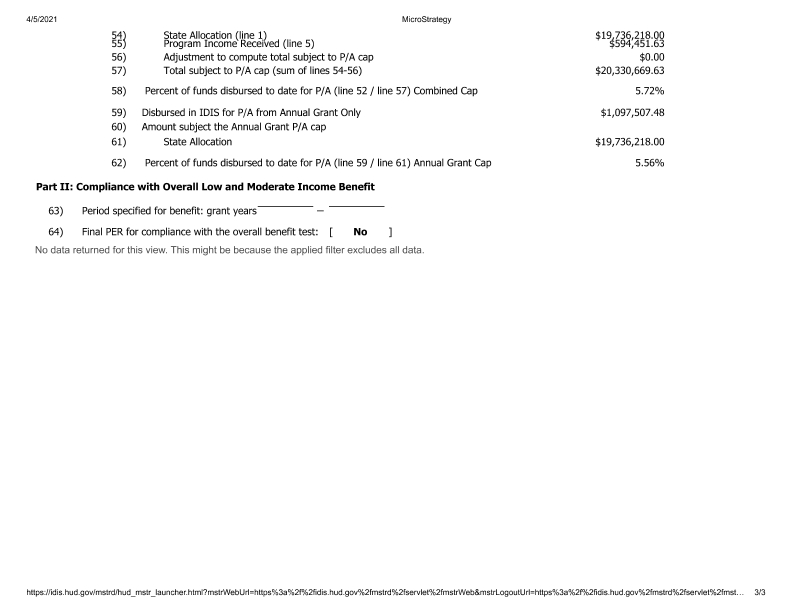 4/5/2021 MicroStrategy
54) State Allocation (line 1) $19,736,218.00
55) Program Income Received (line 5) $594,451.63
56) Adjustment to compute total subject to P/A cap $0.00
57) Total subject to P/A cap (sum of lines 54-56) $20,330,669.63
58) Percent of funds disbursed to date for P/A (line 52 / line 57) Combined Cap 5.72%
59) Disbursed in IDIS for P/A from Annual Grant Only $1,097,507.48
60) Amount subject the Annual Grant P/A cap
61) State Allocation $19,736,218.00
62) Percent of funds disbursed to date for P/A (line 59 / line 61) Annual Grant Cap 5.56%
Part II: Compliance with Overall Low and Moderate Income Benefit
63) Period specified for benefit: grant years ________ – ________
64) Final PER for compliance with the overall benefit test: [ No ]
No data returned for this view. This might be because the applied filter excludes all data.
https://idis.hud.gov/mstrd/hud_mstr_launcher.html?mstrWebUrl=https%3a%2f%2fidis.hud.gov%2fmstrd%2fservlet%2fmstrWeb&mstrLogoutUrl=https%3a%2f%2fidis.hud.gov%2fmstrd%2fservlet%2fmst… 3/3